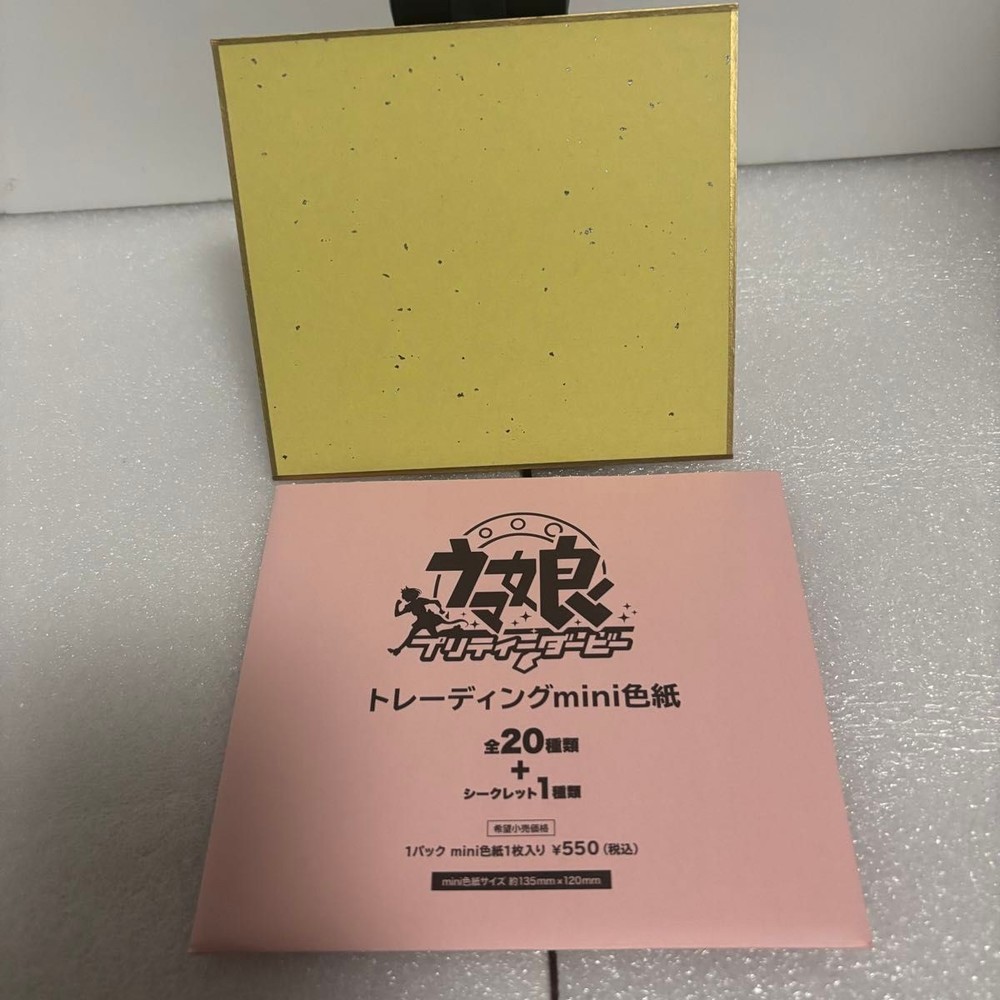 ウマ娘
プリティーダービー
トレーディングmini色紙
全20種類
+
シークレット1種類
希望小売価格
1パック mini色紙1枚入り ¥550(税込)
mini色紙サイズ 約135mm×120mm